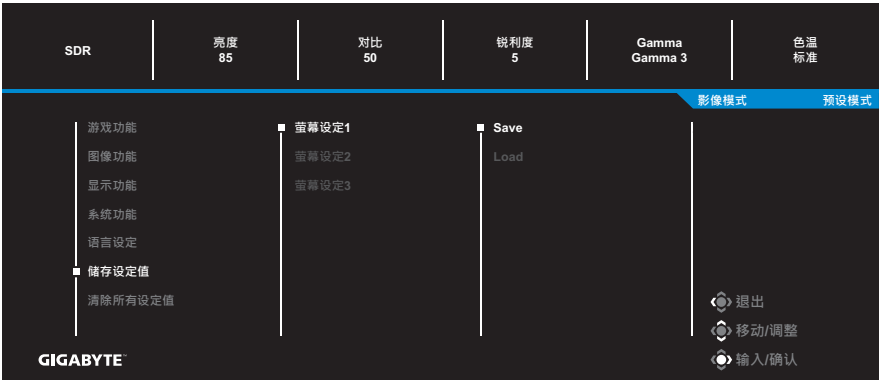 SDR
亮度
85
对比
50
锐利度
5
Gamma
Gamma 3
色温
标准
影像模式 预设模式
游戏功能
图像功能
显示功能
系统功能
语言设定
储存设定值
清除所有设定值
萤幕设定1
萤幕设定2
萤幕设定3
Save
Load
退出
移动/调整
输入/确认
GIGABYTE™